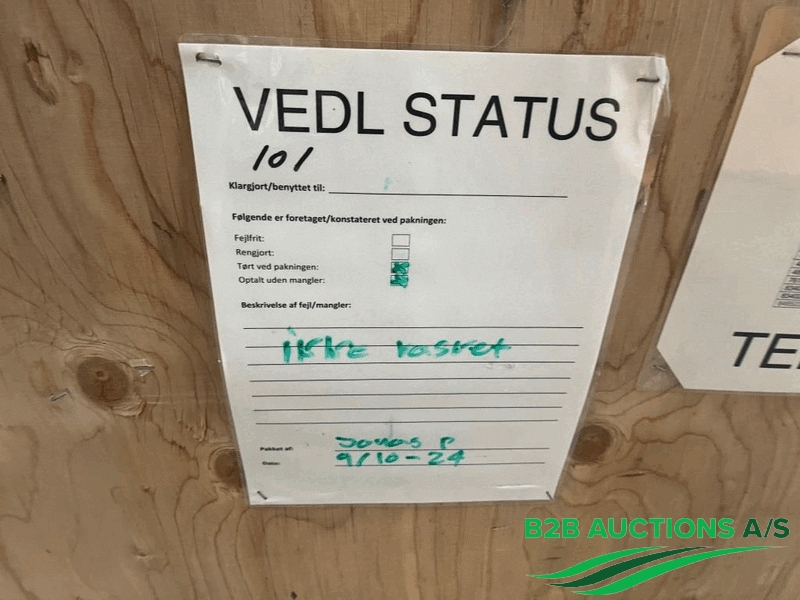 VEDL STATUS
101
Klargjort/benyttet til:
Følgende er foretaget/konstateret ved pakningen:
Fejlfrit:
Rengjort:
Tørt ved pakningen:
Optalt uden mangler:
Beskrivelse af fejl/mangler:
ikke vasket
Pakket af: Jonas P
Dato: 9/10-24
TE
B2B AUCTIONS A/S